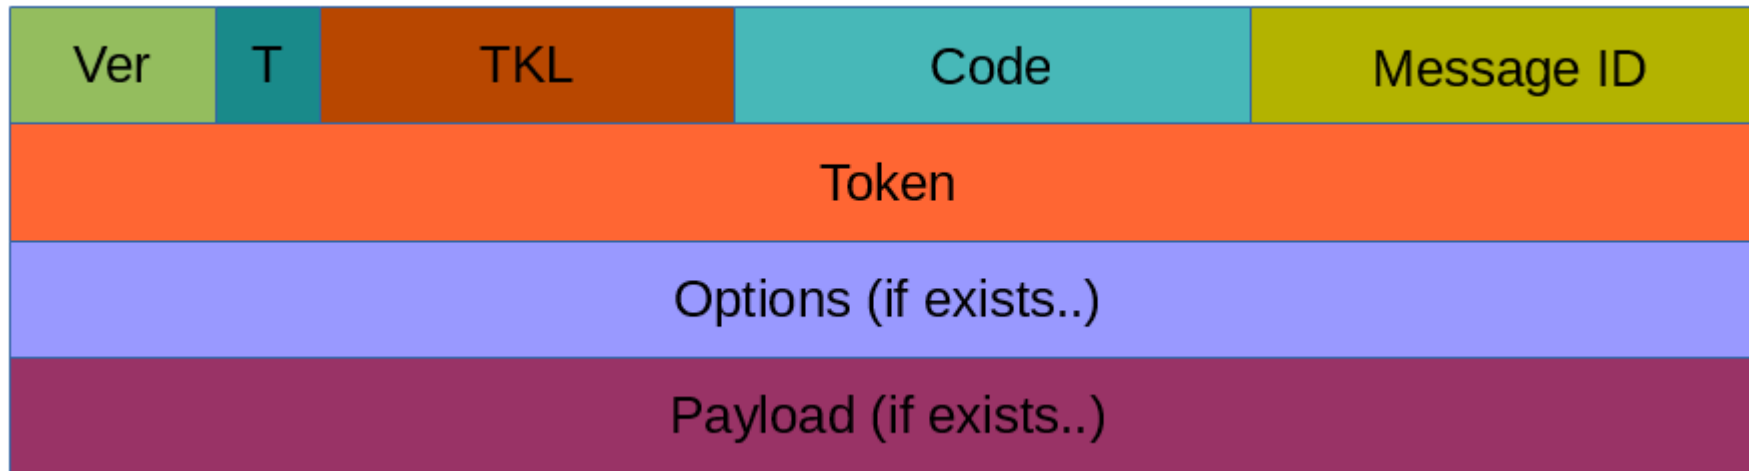 Ver T TKL Code Message ID
Token
Options (if exists..)
Payload (if exists..)